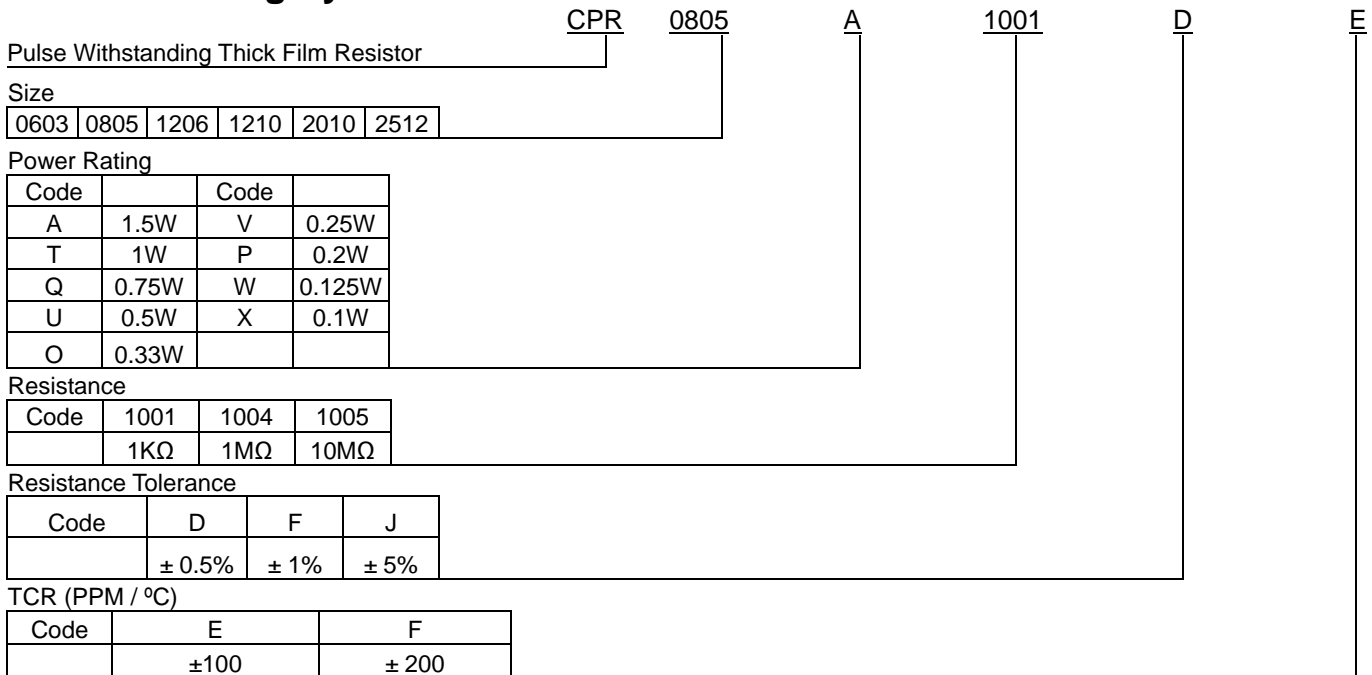 CPR 0805 A 1001 D E
Pulse Withstanding Thick Film Resistor
Size
0603 0805 1206 1210 2010 2512
Power Rating
Code Code
A 1.5W V 0.25W
T 1W P 0.2W
Q 0.75W W 0.125W
U 0.5W X 0.1W
O 0.33W
Resistance
Code 1001 1004 1005
1KΩ 1MΩ 10MΩ
Resistance Tolerance
Code D F J
± 0.5% ± 1% ± 5%
TCR (PPM / ºC)
Code E F
±100 ± 200